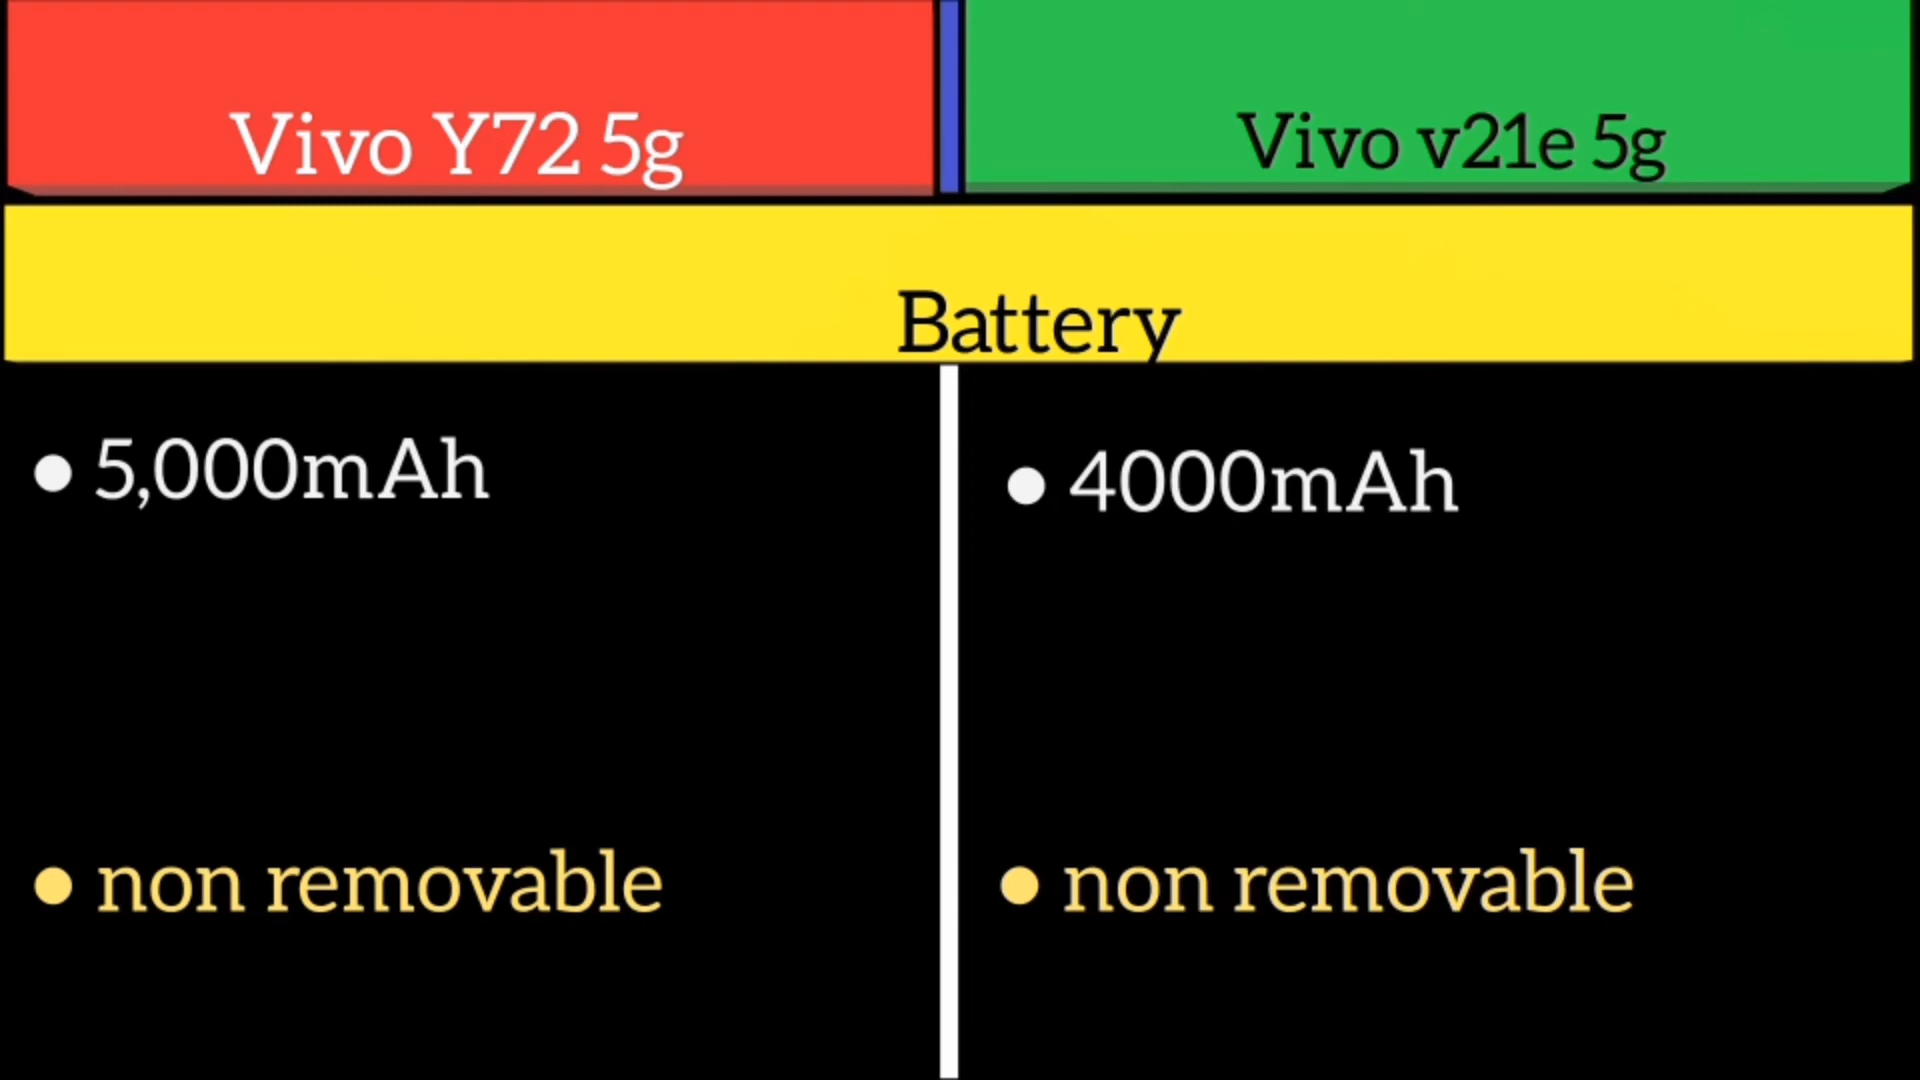 Vivo Y72 5g
Vivo v21e 5g
Battery
• 5,000mAh
• 4000mAh
• non removable
• non removable